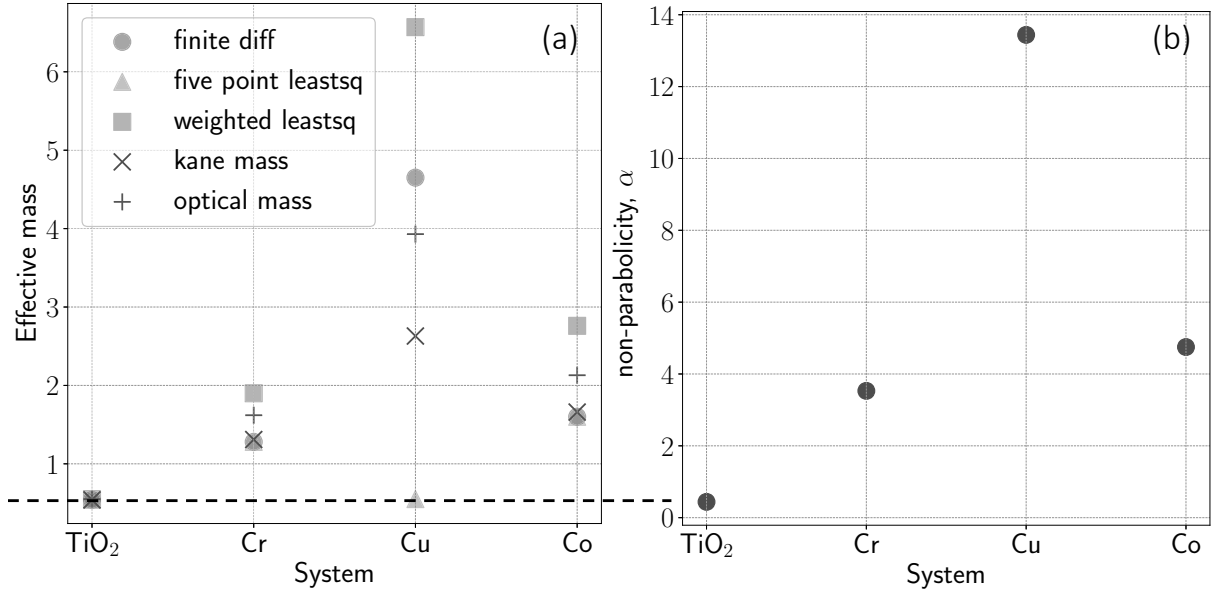 (a)
finite diff
five point leastsq
weighted leastsq
kane mass
optical mass
Effective mass
6
5
4
3
2
1
TiO₂ Cr Cu Co
System
(b)
non-parabolicity, α
14
12
10
8
6
4
2
0
TiO₂ Cr Cu Co
System